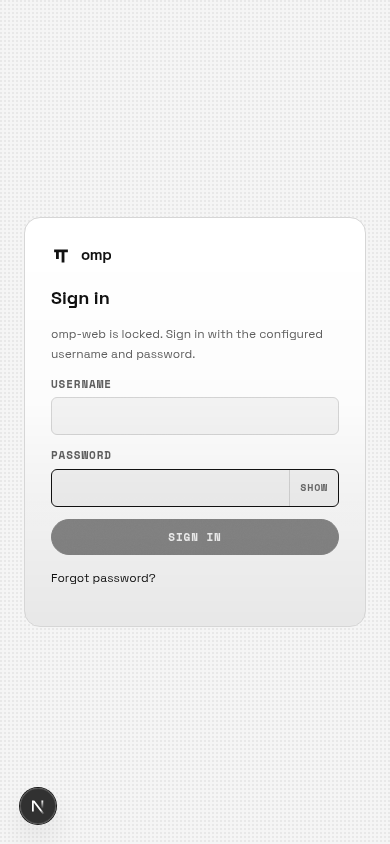 omp
Sign in
omp-web is locked. Sign in with the configured
username and password.
USERNAME
PASSWORD
SHOW
SIGN IN
Forgot password?
N